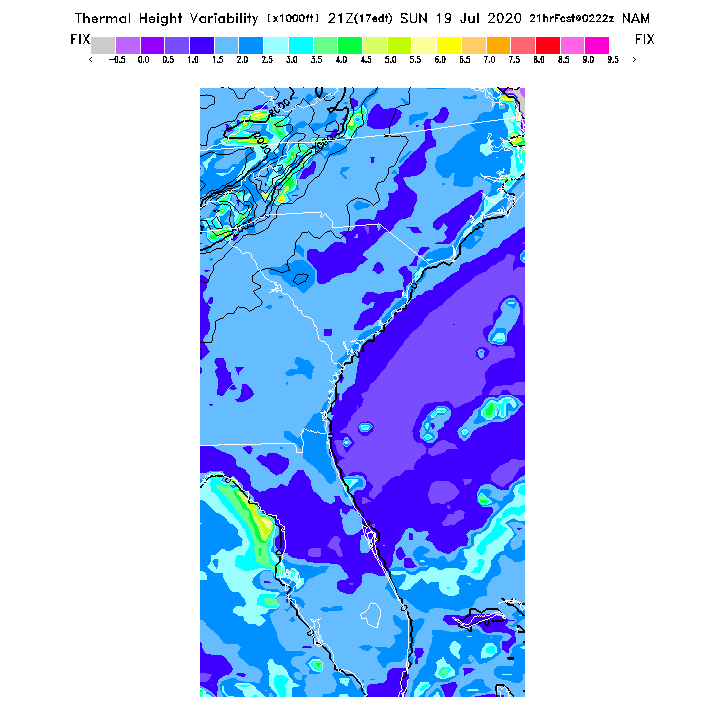 Thermal Height Variability [x1000ft] 21Z(17edt) SUN 19 Jul 2020 21hrFcst@0222z NAM
FIX FIX
< -0.5 0.0 0.5 1.0 1.5 2.0 2.5 3.0 3.5 4.0 4.5 5.0 5.5 6.0 6.5 7.0 7.5 8.0 8.5 9.0 9.5 >